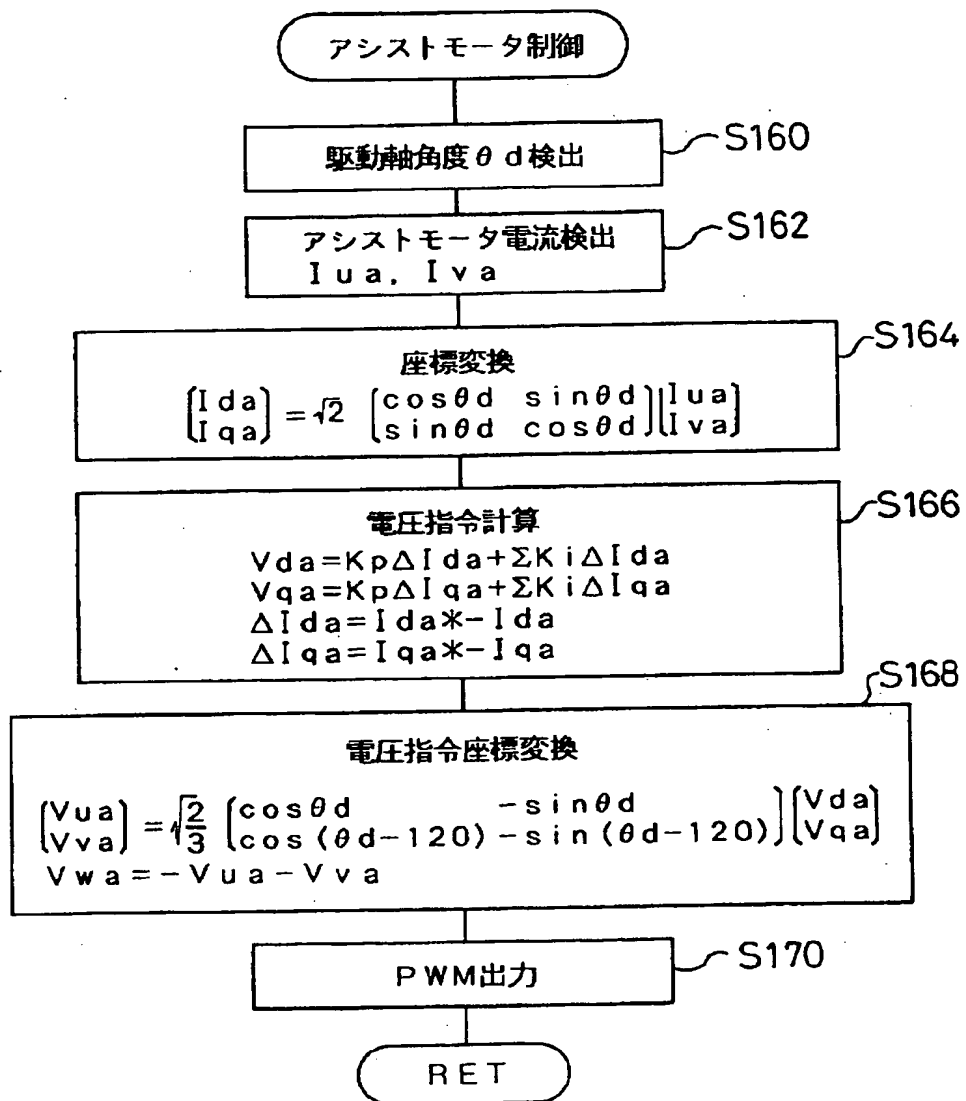 アシストモータ制御
駆動軸角度θd検出
S160
アシストモータ電流検出
Iua, Iva
S162
座標変換
S164
[Ida] = √2 [cosθd sinθd][Iua]
[Iqa] [sinθd cosθd][Iva]
電圧指令計算
S166
Vda=KpΔIda+ΣKiΔIda
Vqa=KpΔIqa+ΣKiΔIqa
ΔIda=Ida*-Ida
ΔIqa=Iqa*-Iqa
電圧指令座標変換
S168
[Vua] = √2/3 [cosθd -sinθd][Vda]
[Vva] [cos(θd-120) -sin(θd-120)][Vqa]
Vwa=-Vua-Vva
PWM出力
S170
RET